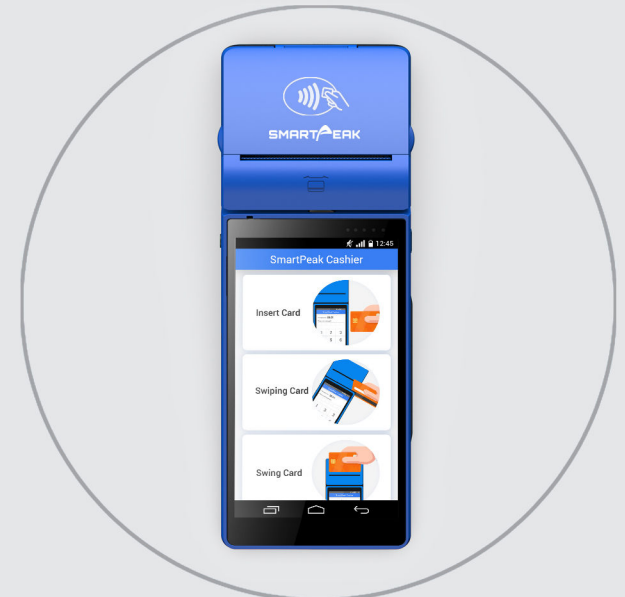 SMARTPEAK
12:45
SmartPeak Cashier
Insert Card
Swiping Card
Swing Card